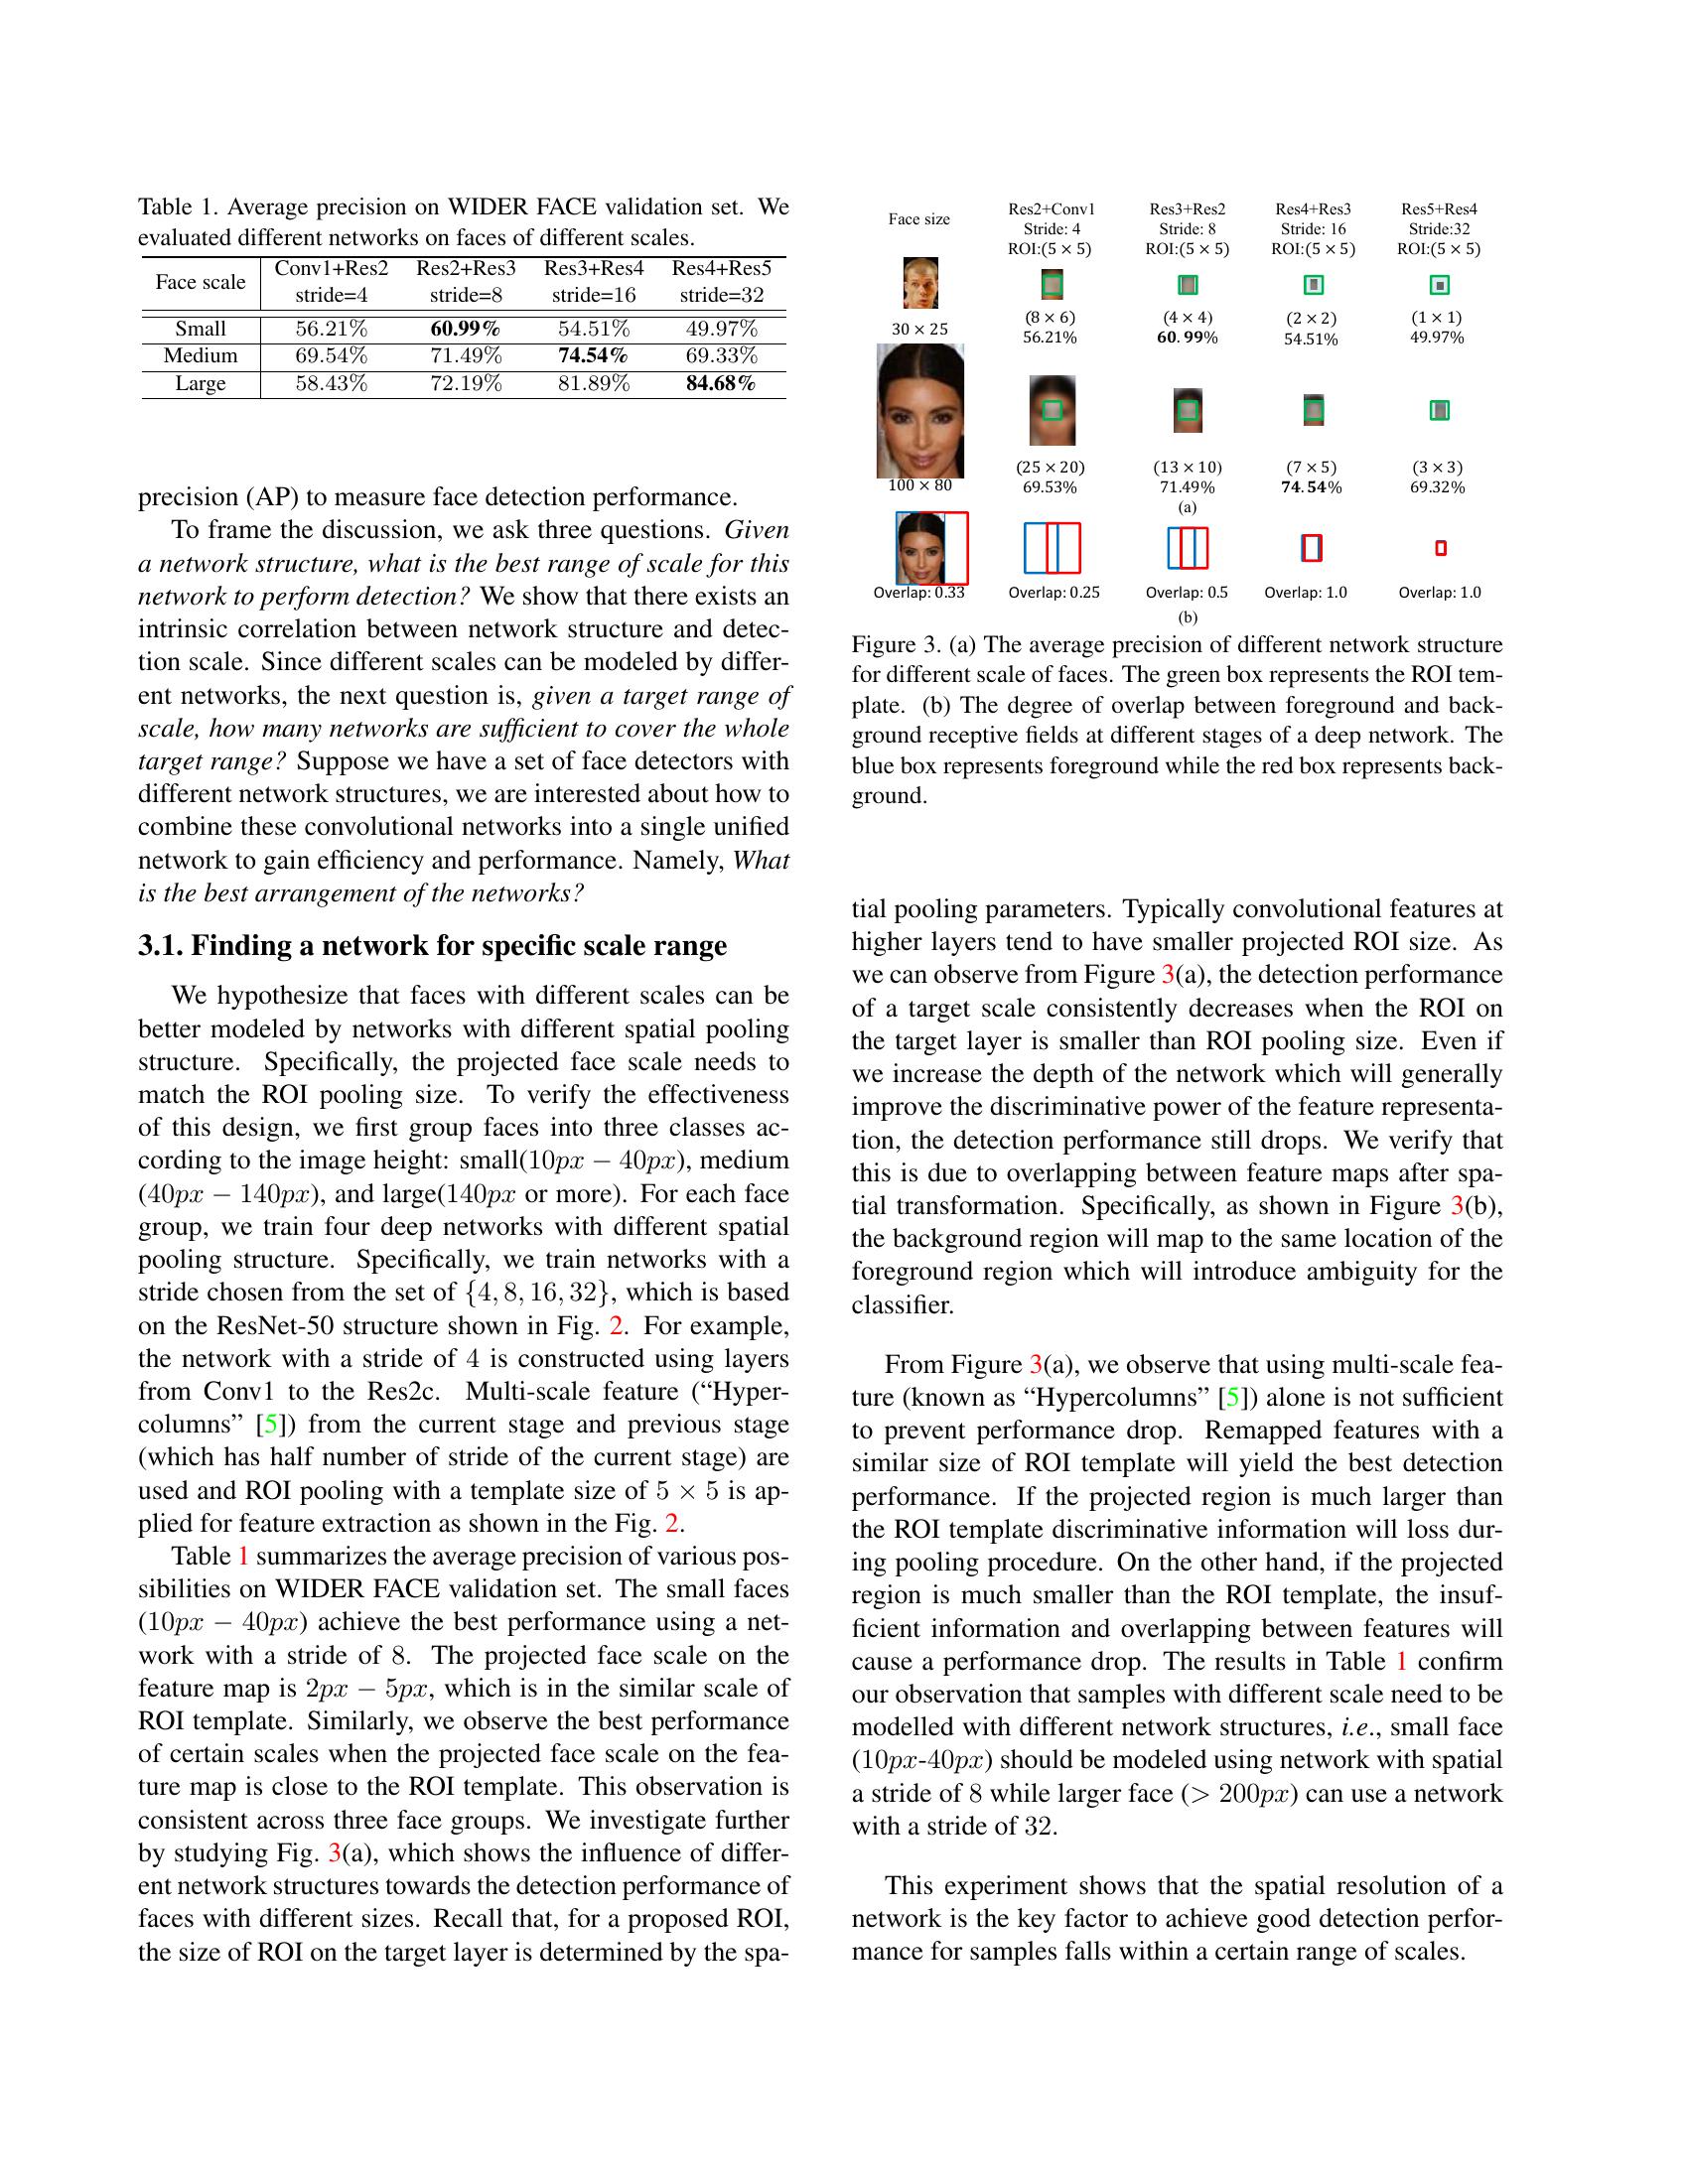 Table 1. Average precision on WIDER FACE validation set. We
evaluated different networks on faces of different scales.
Face scale Conv1+Res2 Res2+Res3 Res3+Res4 Res4+Res5
stride=4 stride=8 stride=16 stride=32
Small 56.21% 60.99% 54.51% 49.97%
Medium 69.54% 71.49% 74.54% 69.33%
Large 58.43% 72.19% 81.89% 84.68%
precision (AP) to measure face detection performance.
To frame the discussion, we ask three questions. Given
a network structure, what is the best range of scale for this
network to perform detection? We show that there exists an
intrinsic correlation between network structure and detec-
tion scale. Since different scales can be modeled by differ-
ent networks, the next question is, given a target range of
scale, how many networks are sufficient to cover the whole
target range? Suppose we have a set of face detectors with
different network structures, we are interested about how to
combine these convolutional networks into a single unified
network to gain efficiency and performance. Namely, What
is the best arrangement of the networks?
3.1. Finding a network for specific scale range
We hypothesize that faces with different scales can be
better modeled by networks with different spatial pooling
structure. Specifically, the projected face scale needs to
match the ROI pooling size. To verify the effectiveness
of this design, we first group faces into three classes ac-
cording to the image height: small(10px − 40px), medium
(40px − 140px), and large(140px or more). For each face
group, we train four deep networks with different spatial
pooling structure. Specifically, we train networks with a
stride chosen from the set of {4, 8, 16, 32}, which is based
on the ResNet-50 structure shown in Fig. 2. For example,
the network with a stride of 4 is constructed using layers
from Conv1 to the Res2c. Multi-scale feature (“Hyper-
columns” [5]) from the current stage and previous stage
(which has half number of stride of the current stage) are
used and ROI pooling with a template size of 5 × 5 is ap-
plied for feature extraction as shown in the Fig. 2.
Table 1 summarizes the average precision of various pos-
sibilities on WIDER FACE validation set. The small faces
(10px − 40px) achieve the best performance using a net-
work with a stride of 8. The projected face scale on the
feature map is 2px − 5px, which is in the similar scale of
ROI template. Similarly, we observe the best performance
of certain scales when the projected face scale on the fea-
ture map is close to the ROI template. This observation is
consistent across three face groups. We investigate further
by studying Fig. 3(a), which shows the influence of differ-
ent network structures towards the detection performance of
faces with different sizes. Recall that, for a proposed ROI,
the size of ROI on the target layer is determined by the spa-
Face size Res2+Conv1 Res3+Res2 Res4+Res3 Res5+Res4
Stride: 4 Stride: 8 Stride: 16 Stride:32
ROI:(5 × 5) ROI:(5 × 5) ROI:(5 × 5) ROI:(5 × 5)
30 × 25 (8 × 6) (4 × 4) (2 × 2) (1 × 1)
56.21% 60.99% 54.51% 49.97%
100 × 80 (25 × 20) (13 × 10) (7 × 5) (3 × 3)
69.53% 71.49% 74.54% 69.32%
(a)
Overlap: 0.33 Overlap: 0.25 Overlap: 0.5 Overlap: 1.0 Overlap: 1.0
(b)
Figure 3. (a) The average precision of different network structure
for different scale of faces. The green box represents the ROI tem-
plate. (b) The degree of overlap between foreground and back-
ground receptive fields at different stages of a deep network. The
blue box represents foreground while the red box represents back-
ground.
tial pooling parameters. Typically convolutional features at
higher layers tend to have smaller projected ROI size. As
we can observe from Figure 3(a), the detection performance
of a target scale consistently decreases when the ROI on
the target layer is smaller than ROI pooling size. Even if
we increase the depth of the network which will generally
improve the discriminative power of the feature representa-
tion, the detection performance still drops. We verify that
this is due to overlapping between feature maps after spa-
tial transformation. Specifically, as shown in Figure 3(b),
the background region will map to the same location of the
foreground region which will introduce ambiguity for the
classifier.
From Figure 3(a), we observe that using multi-scale fea-
ture (known as “Hypercolumns” [5]) alone is not sufficient
to prevent performance drop. Remapped features with a
similar size of ROI template will yield the best detection
performance. If the projected region is much larger than
the ROI template discriminative information will loss dur-
ing pooling procedure. On the other hand, if the projected
region is much smaller than the ROI template, the insuf-
ficient information and overlapping between features will
cause a performance drop. The results in Table 1 confirm
our observation that samples with different scale need to be
modelled with different network structures, i.e., small face
(10px-40px) should be modeled using network with spatial
a stride of 8 while larger face (> 200px) can use a network
with a stride of 32.
This experiment shows that the spatial resolution of a
network is the key factor to achieve good detection perfor-
mance for samples falls within a certain range of scales.